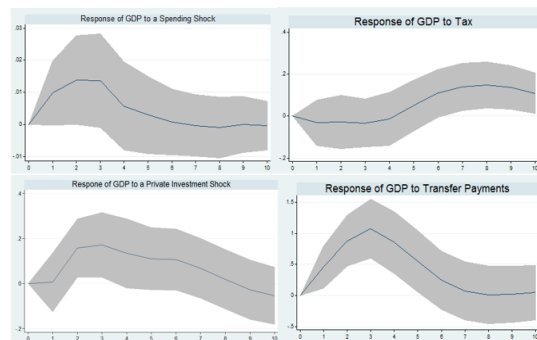 Response of GDP to a Spending Shock
.03
.02
.01
0
-.01
0 1 2 3 4 5 6 7 8 9 10
Response of GDP to Tax
.4
.2
0
-.2
0 1 2 3 4 5 6 7 8 9 10
Respone of GDP to a Private Investment Shock
.4
.2
0
-.2
0 1 2 3 4 5 6 7 8 9 10
Response of GDP to Transfer Payments
1.5
1
.5
0
-.5
0 1 2 3 4 5 6 7 8 9 10